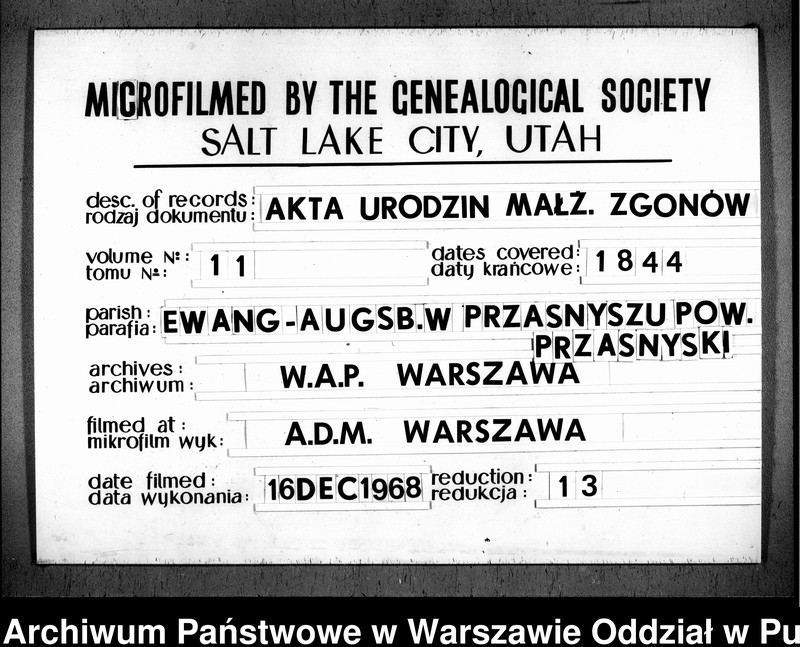 MICROFILMED BY THE GENEALOGICAL SOCIETY
SALT LAKE CITY, UTAH
desc. of records:
rodzaj dokumentu: AKTA URODZIN MAŁŻ. ZGONÓW
volume №: dates covered:
tomu №: 11 daty krańcowe: 1844
parish:
parafia: EWANG-AUGSB.W PRZASNYSZU POW.
PRZASNYSKI
archives:
archiwum: W.A.P. WARSZAWA
filmed at:
mikrofilm wyk: A.D.M. WARSZAWA
date filmed: reduction:
data wykonania: 16DEC1968 redukcja: 13
Archiwum Państwowe w Warszawie Oddział w Pu